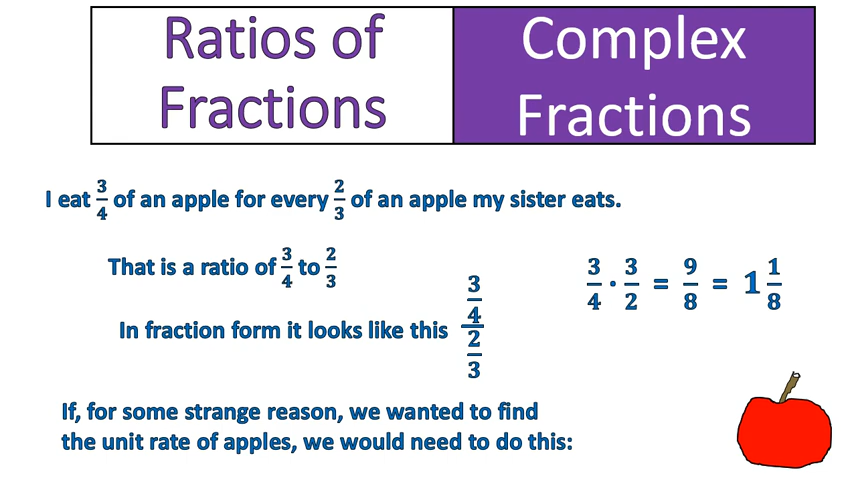 Ratios of
Fractions
Complex
Fractions
I eat 3/4 of an apple for every 2/3 of an apple my sister eats.
That is a ratio of 3/4 to 2/3
In fraction form it looks like this (3/4)/(2/3)
3/4 · 3/2 = 9/8 = 1 1/8
If, for some strange reason, we wanted to find
the unit rate of apples, we would need to do this: